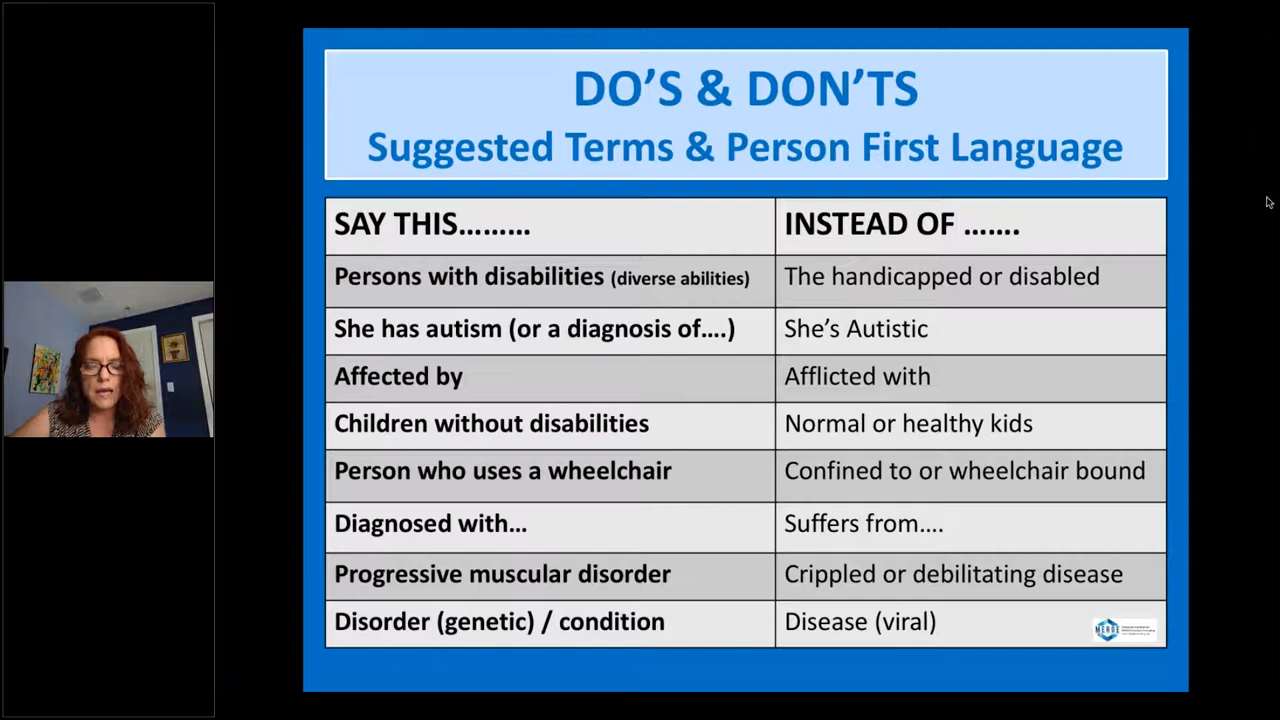 DO'S & DON'TS
Suggested Terms & Person First Language
SAY THIS......... INSTEAD OF .......
Persons with disabilities (diverse abilities) The handicapped or disabled
She has autism (or a diagnosis of....) She's Autistic
Affected by Afflicted with
Children without disabilities Normal or healthy kids
Person who uses a wheelchair Confined to or wheelchair bound
Diagnosed with... Suffers from....
Progressive muscular disorder Crippled or debilitating disease
Disorder (genetic) / condition Disease (viral)
MERGE